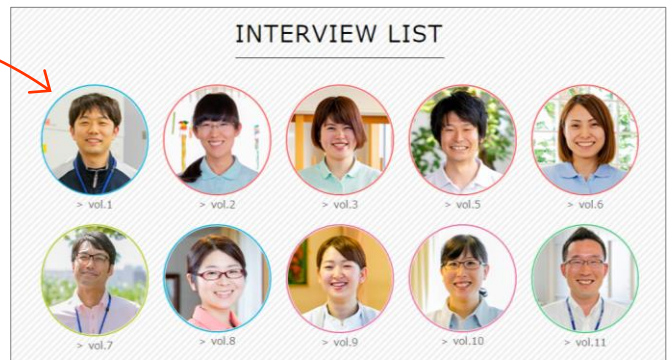 INTERVIEW LIST
> vol.1 > vol.2 > vol.3 > vol.5 > vol.6
> vol.7 > vol.8 > vol.9 > vol.10 > vol.11